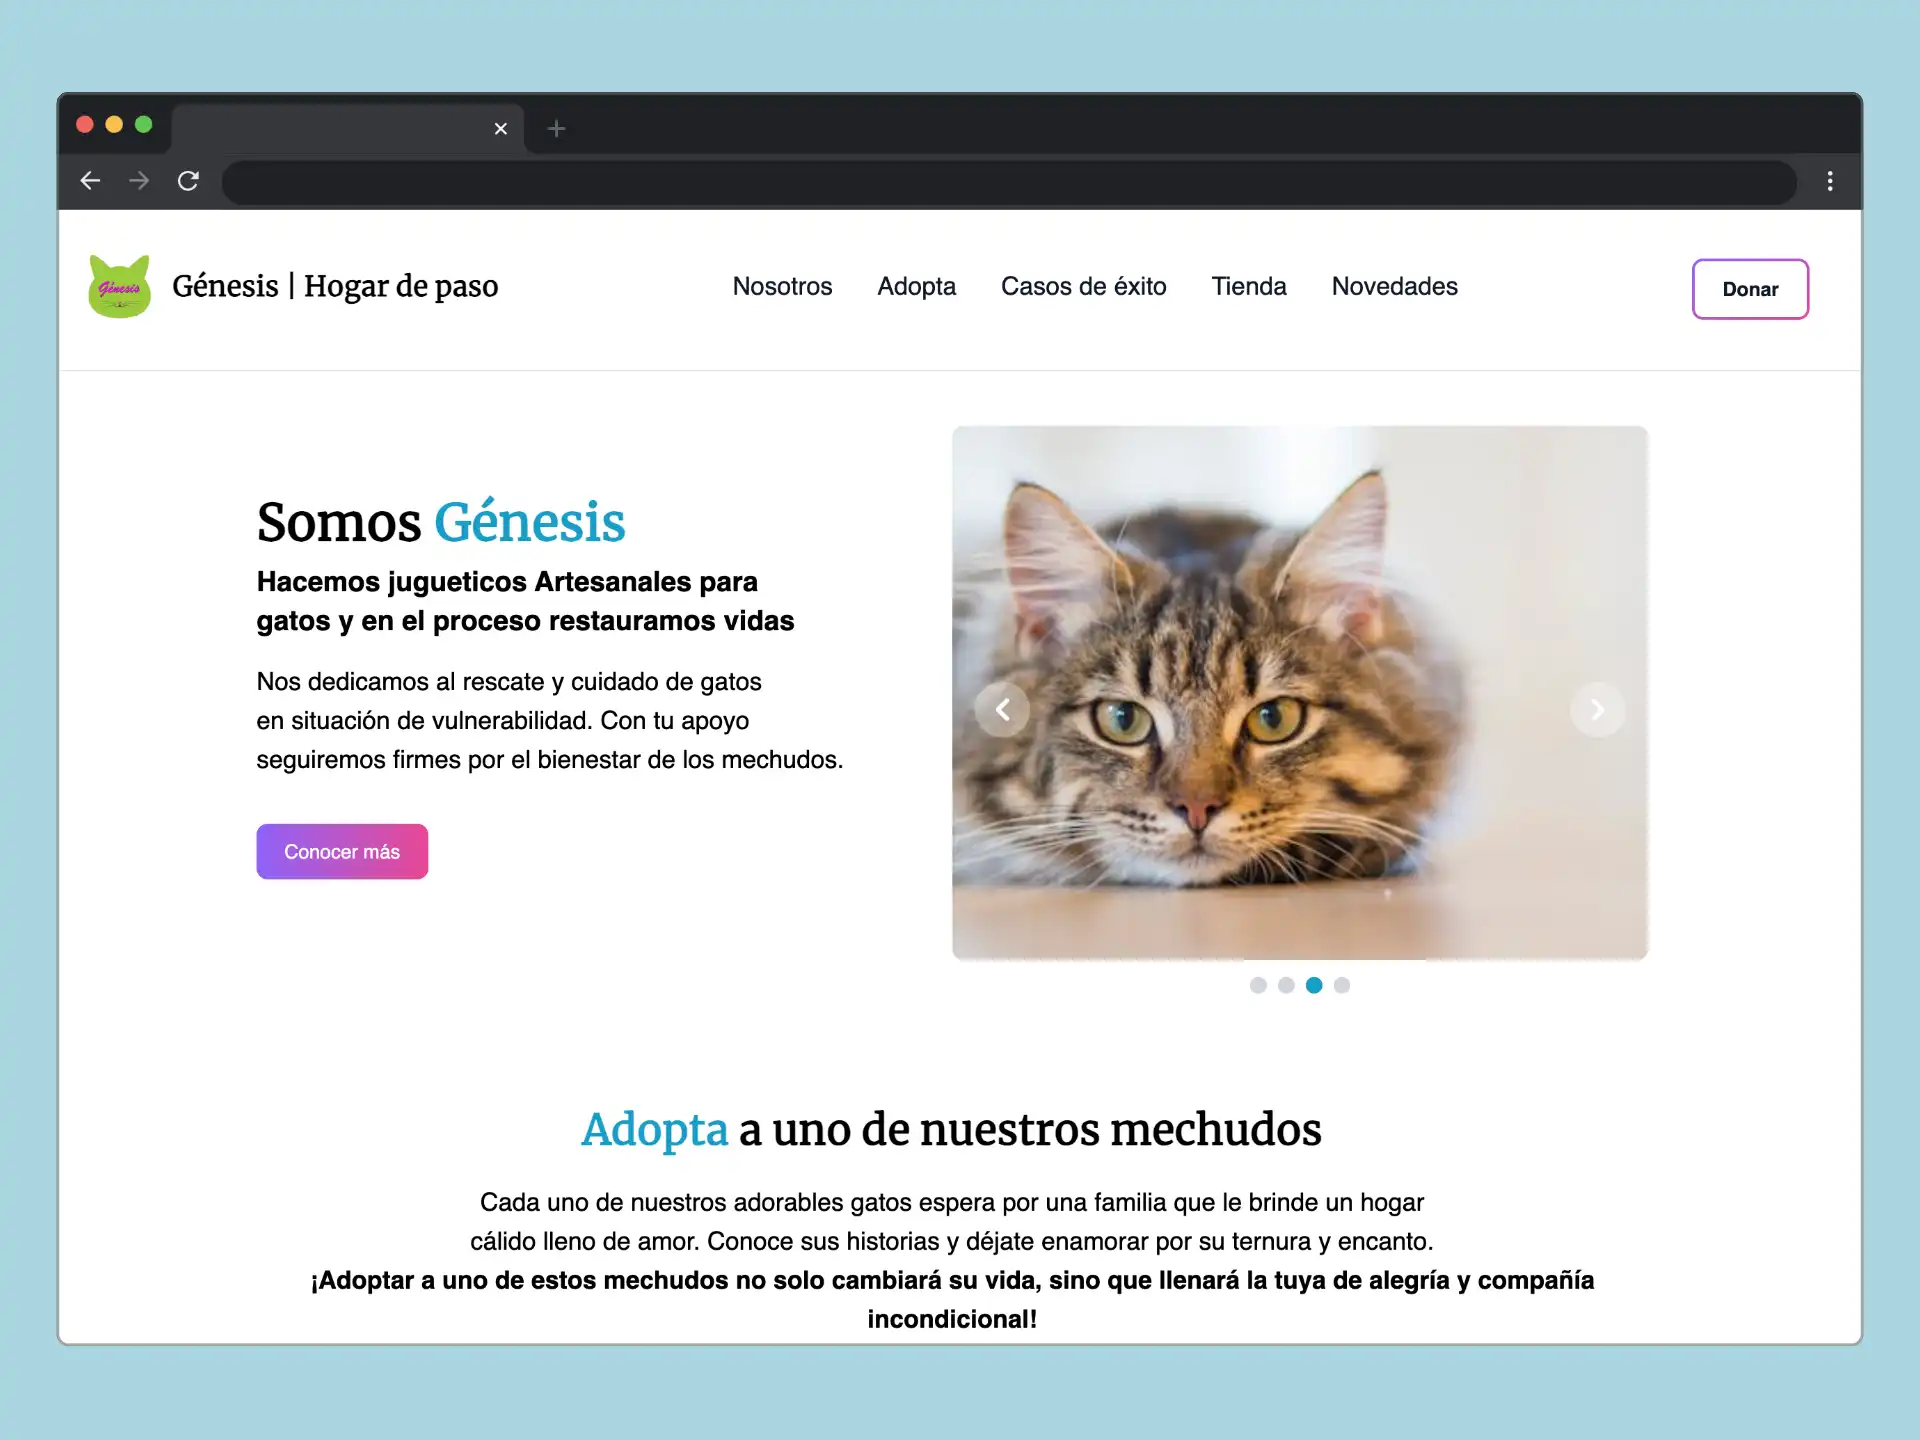 Génesis
Génesis | Hogar de paso
Nosotros
Adopta
Casos de éxito
Tienda
Novedades
Donar
Somos Génesis
Hacemos jugueticos Artesanales para
gatos y en el proceso restauramos vidas
Nos dedicamos al rescate y cuidado de gatos
en situación de vulnerabilidad. Con tu apoyo
seguiremos firmes por el bienestar de los mechudos.
Conocer más
Adopta a uno de nuestros mechudos
Cada uno de nuestros adorables gatos espera por una familia que le brinde un hogar
cálido lleno de amor. Conoce sus historias y déjate enamorar por su ternura y encanto.
¡Adoptar a uno de estos mechudos no solo cambiará su vida, sino que llenará la tuya de alegría y compañía
incondicional!